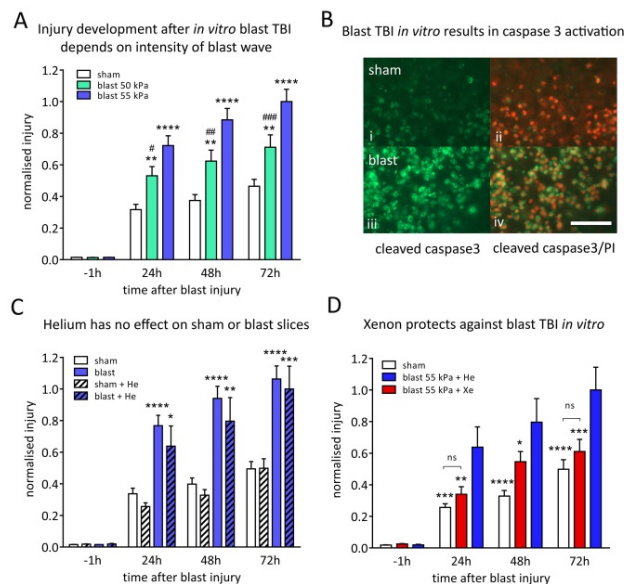 A
Injury development after in vitro blast TBI
depends on intensity of blast wave
sham
blast 50 kPa
blast 55 kPa
normalised injury
1.2
1.0
0.8
0.6
0.4
0.2
0.0
#
**
****
##
**
****
###
**
****
-1h 24h 48h 72h
time after blast injury
B
Blast TBI in vitro results in caspase 3 activation
sham
i
ii
blast
iii
iv
cleaved caspase3 cleaved caspase3/PI
C
Helium has no effect on sham or blast slices
sham
blast
sham + He
blast + He
normalised injury
1.2
1.0
0.8
0.6
0.4
0.2
0.0
****
*
****
**
****
***
-1h 24h 48h 72h
time after blast injury
D
Xenon protects against blast TBI in vitro
sham
blast 55 kPa + He
blast 55 kPa + Xe
normalised injury
1.2
1.0
0.8
0.6
0.4
0.2
0.0
ns
***
**
****
*
ns
****
***
-1h 24h 48h 72h
time after blast injury